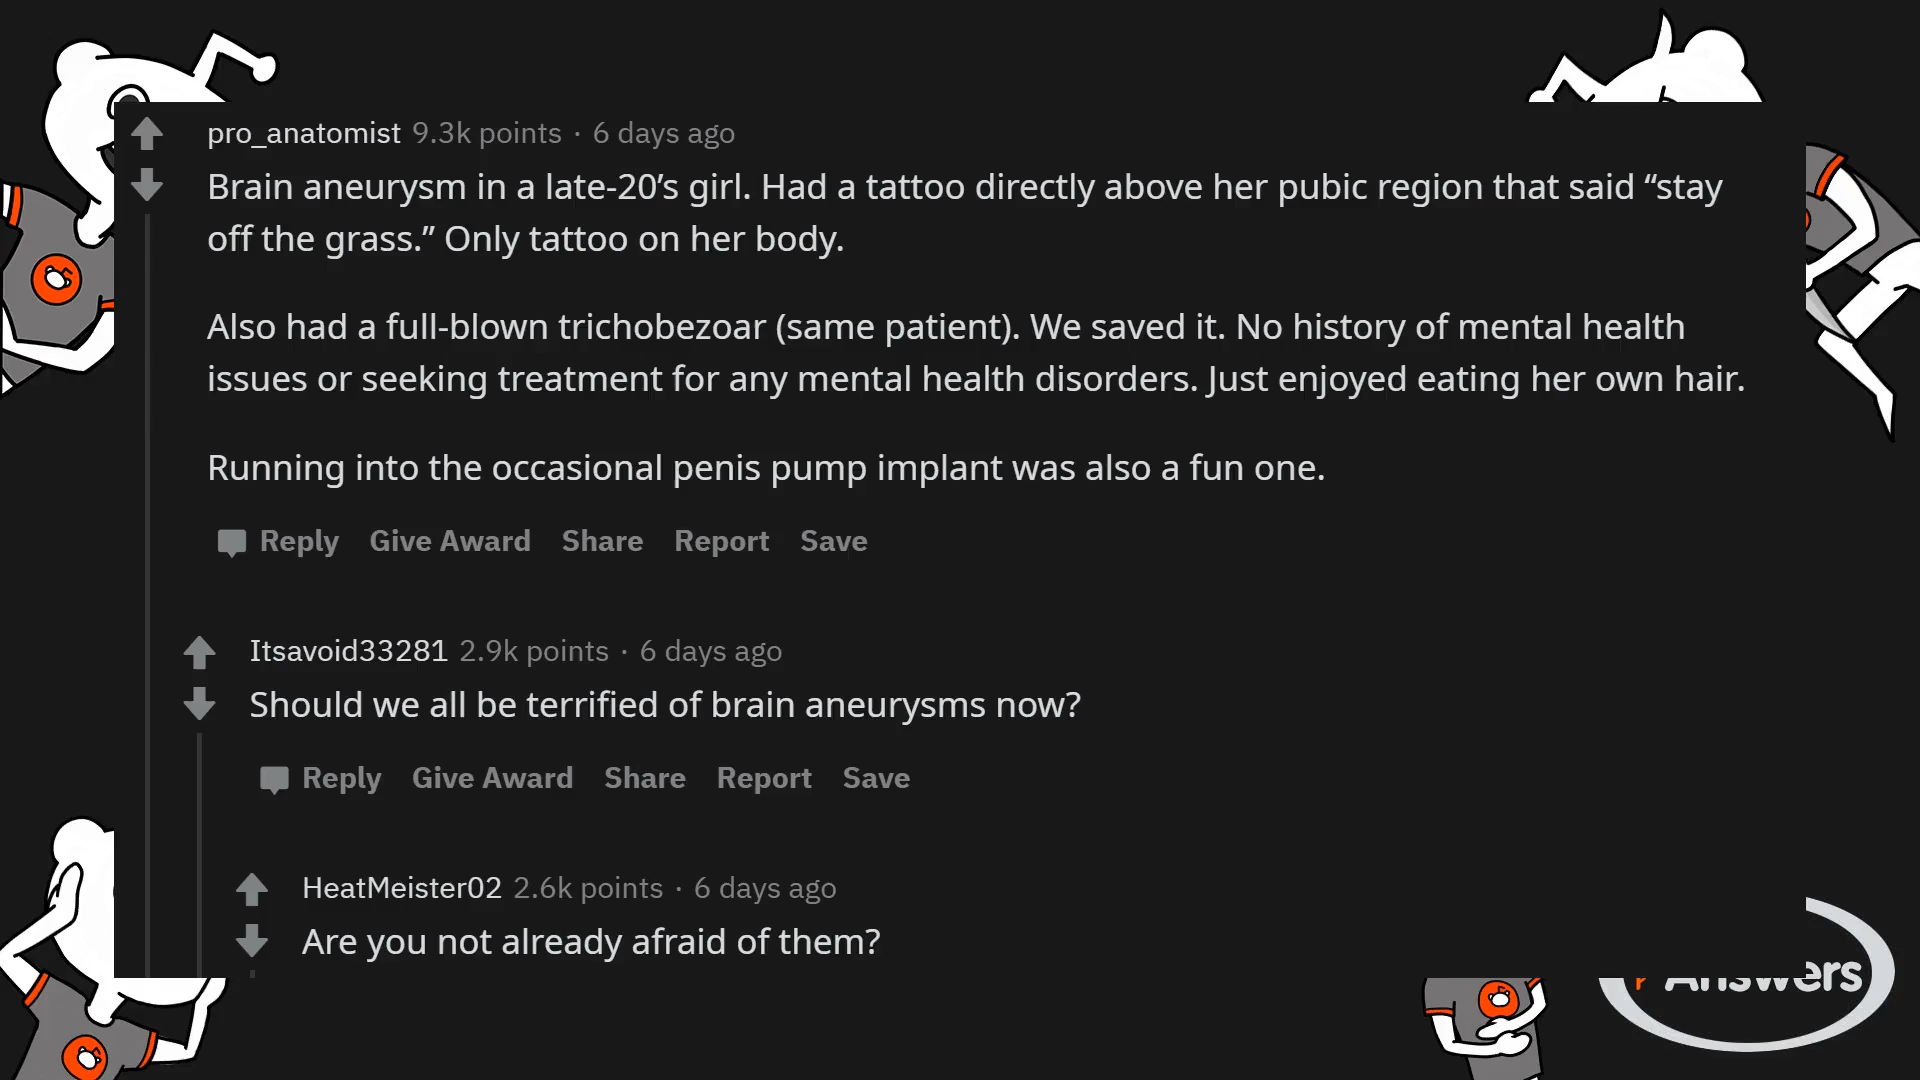 pro_anatomist 9.3k points · 6 days ago
Brain aneurysm in a late-20’s girl. Had a tattoo directly above her pubic region that said “stay
off the grass.” Only tattoo on her body.
Also had a full-blown trichobezoar (same patient). We saved it. No history of mental health
issues or seeking treatment for any mental health disorders. Just enjoyed eating her own hair.
Running into the occasional penis pump implant was also a fun one.
Reply Give Award Share Report Save
Itsavoid33281 2.9k points · 6 days ago
Should we all be terrified of brain aneurysms now?
Reply Give Award Share Report Save
HeatMeister02 2.6k points · 6 days ago
Are you not already afraid of them?
r Answers